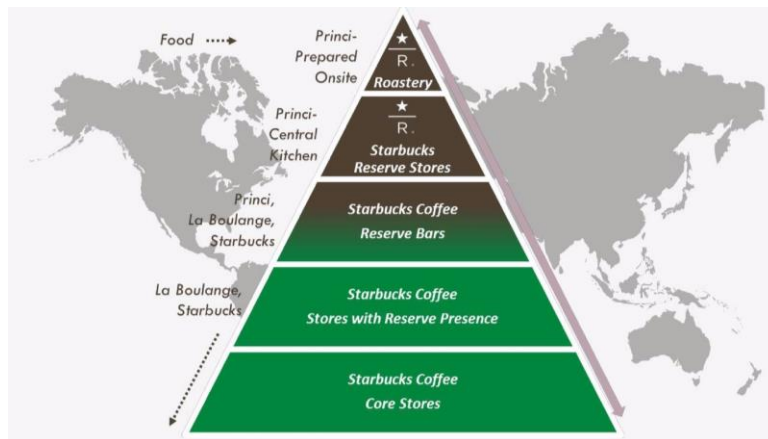 Food
Princi-
Prepared
Onsite
★
R.
Roastery
Princi-
Central
Kitchen
★
R.
Starbucks
Reserve Stores
Princi,
La Boulange,
Starbucks
Starbucks Coffee
Reserve Bars
La Boulange,
Starbucks
Starbucks Coffee
Stores with Reserve Presence
Starbucks Coffee
Core Stores